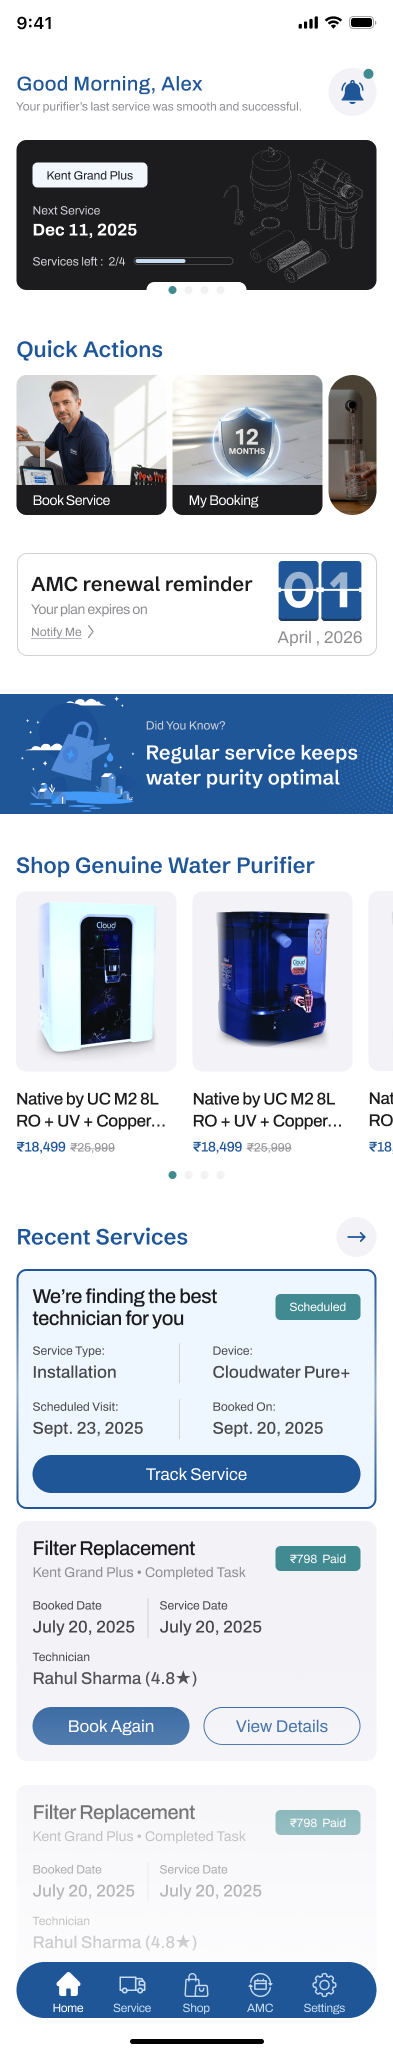 9:41
Good Morning, Alex
Your purifier's last service was smooth and successful.
Kent Grand Plus
Next Service
Dec 11, 2025
Services left : 2/4
Quick Actions
12
MONTHS
Book Service
My Booking
AMC renewal reminder
Your plan expires on
Notify Me
01
April , 2026
Did You Know?
Regular service keeps
water purity optimal
Shop Genuine Water Purifier
Cloud
Cloud
Native by UC M2 8L
RO + UV + Copper...
₹18,499 ₹25,999
Native by UC M2 8L
RO + UV + Copper...
₹18,499 ₹25,999
Nat
RO
₹18,
Recent Services
We're finding the best
technician for you
Scheduled
Service Type:
Installation
Device:
Cloudwater Pure+
Scheduled Visit:
Sept. 23, 2025
Booked On:
Sept. 20, 2025
Track Service
Filter Replacement
Kent Grand Plus • Completed Task
₹798 Paid
Booked Date
July 20, 2025
Service Date
July 20, 2025
Technician
Rahul Sharma (4.8★)
Book Again
View Details
Filter Replacement
Kent Grand Plus • Completed Task
₹798 Paid
Booked Date
July 20, 2025
Service Date
July 20, 2025
Technician
Rahul Sharma (4.8★)
Home
Service
Shop
AMC
Settings